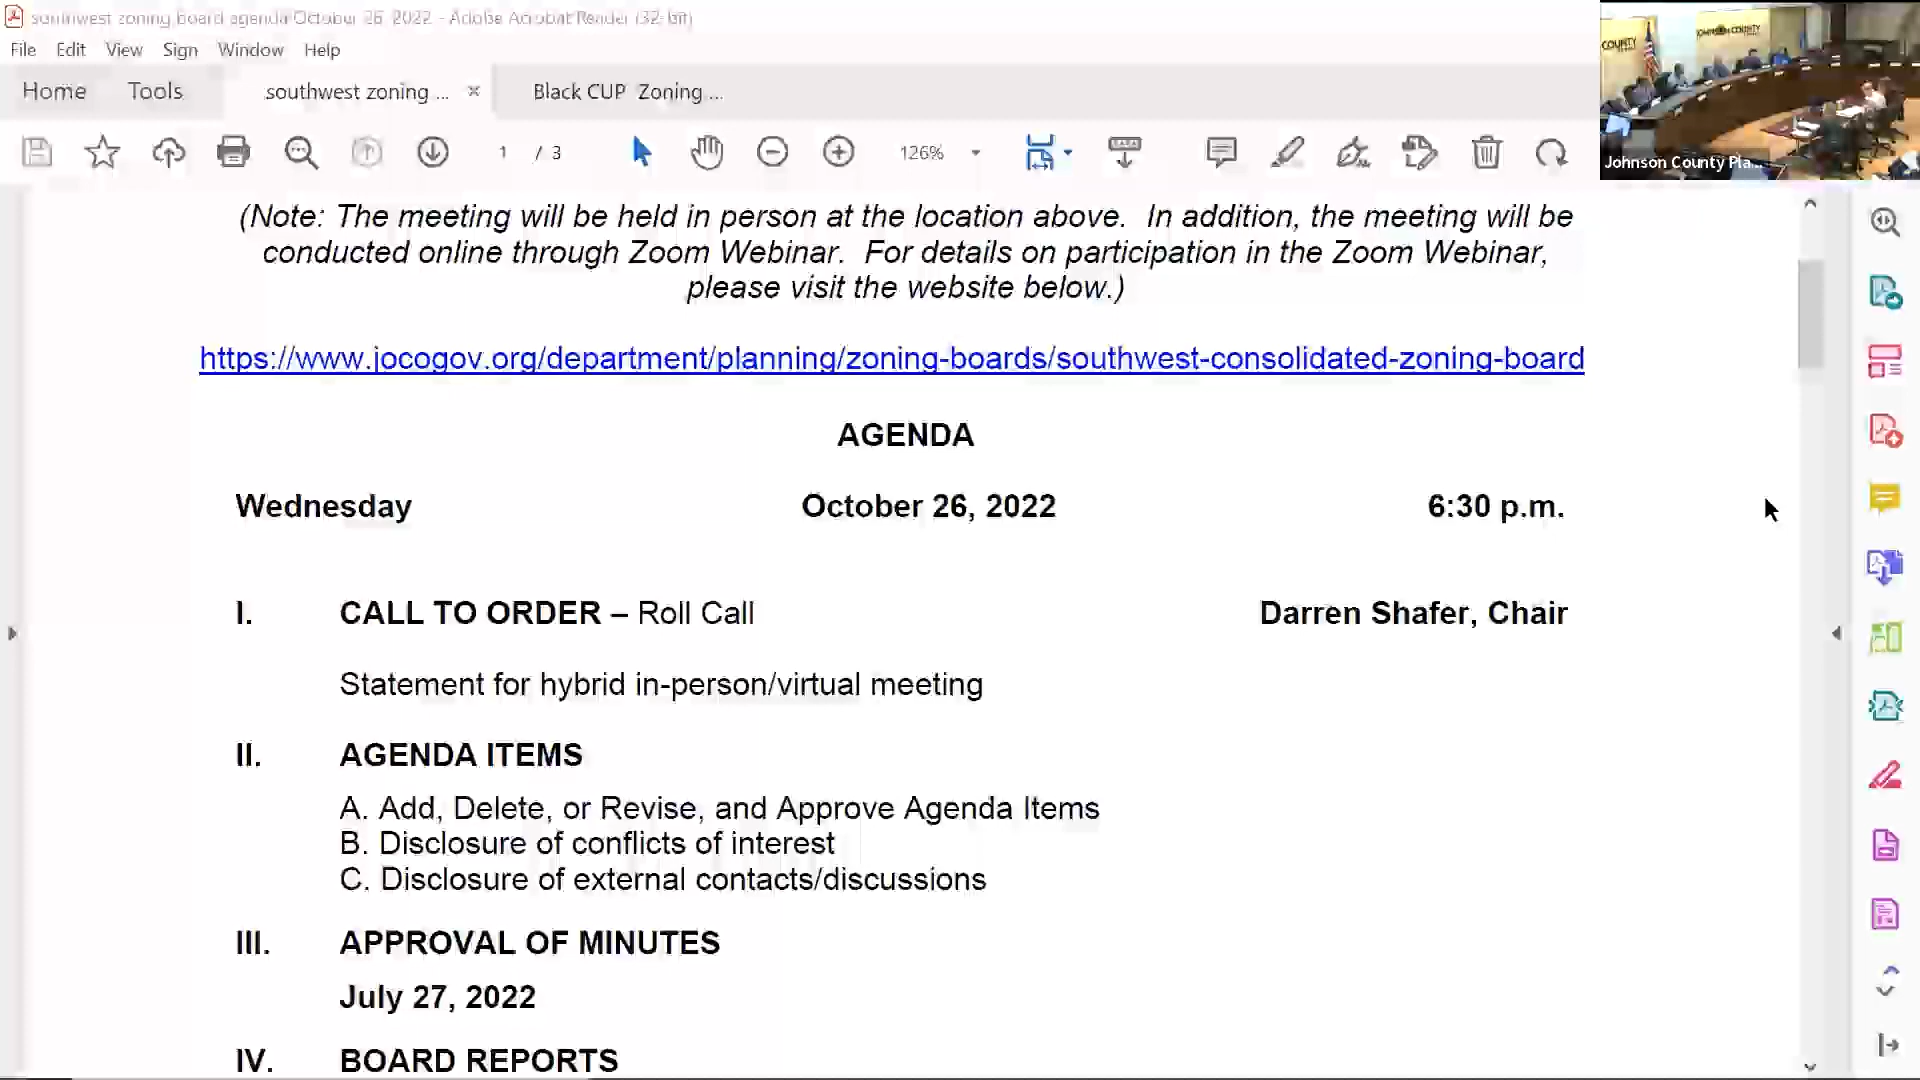 southwest zoning board agenda October 26, 2022 - Adobe Acrobat Reader (32-bit)
File Edit View Sign Window Help
Home Tools southwest zoning ... × Black CUP Zoning ...
1 / 3 126%
COUNTY JOHNSON COUNTY
Johnson County Pla...
(Note: The meeting will be held in person at the location above. In addition, the meeting will be
conducted online through Zoom Webinar. For details on participation in the Zoom Webinar,
please visit the website below.)
https://www.jocogov.org/department/planning/zoning-boards/southwest-consolidated-zoning-board
AGENDA
Wednesday October 26, 2022 6:30 p.m.
I. CALL TO ORDER – Roll Call Darren Shafer, Chair
Statement for hybrid in-person/virtual meeting
II. AGENDA ITEMS
A. Add, Delete, or Revise, and Approve Agenda Items
B. Disclosure of conflicts of interest
C. Disclosure of external contacts/discussions
III. APPROVAL OF MINUTES
July 27, 2022
IV. BOARD REPORTS